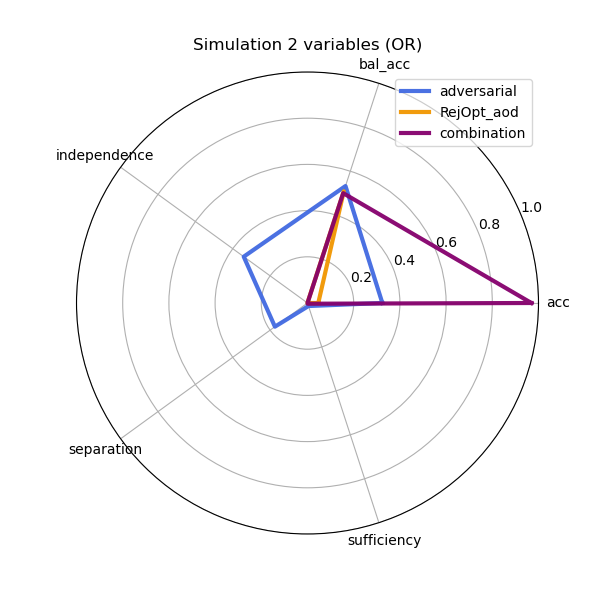 Simulation 2 variables (OR)
bal_acc
adversarial
RejOpt_aod
combination
independence
1.0
0.8
0.6
0.4
0.2
acc
separation
sufficiency